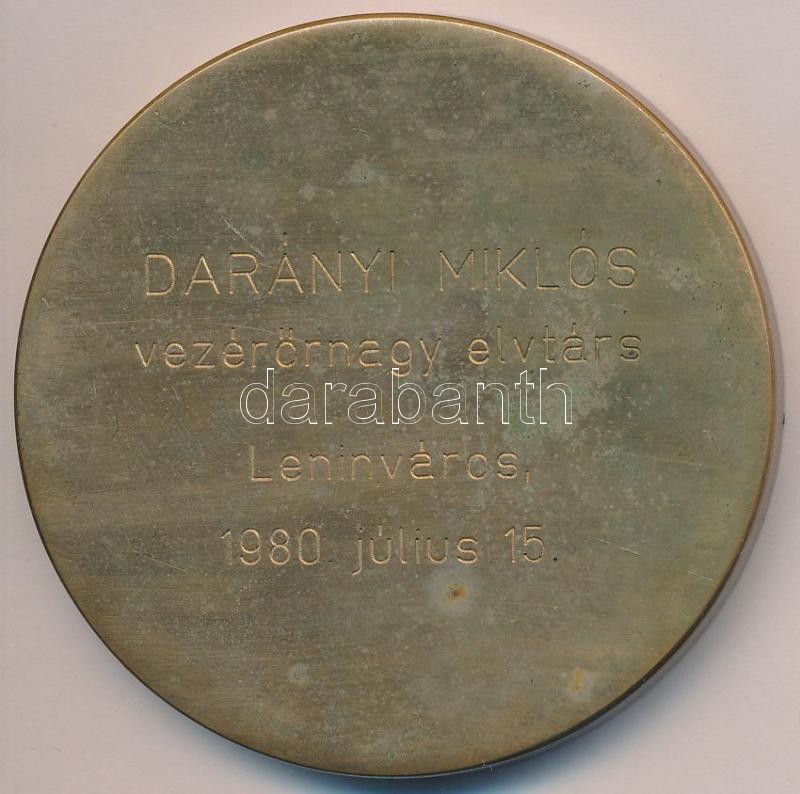 DARÁNYI MIKLÓS
vezérőrnagy elvtárs
darabanth
Leninváros,
1980. július 15.